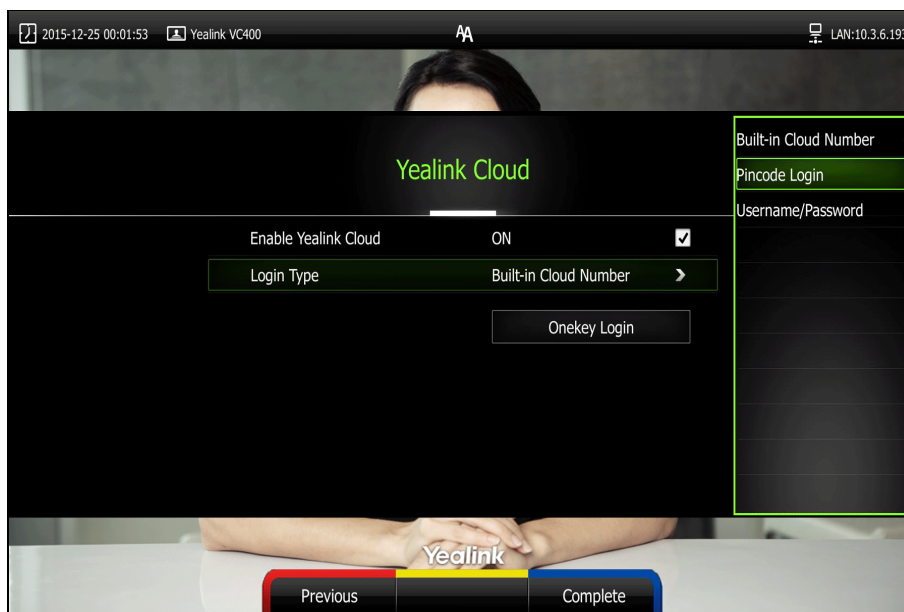 2015-12-25 00:01:53 Yealink VC400 LAN:10.3.6.193
Yealink Cloud
Enable Yealink Cloud ON
Login Type Built-in Cloud Number
Onekey Login
Built-in Cloud Number
Pincode Login
Username/Password
Yealink
Previous Complete